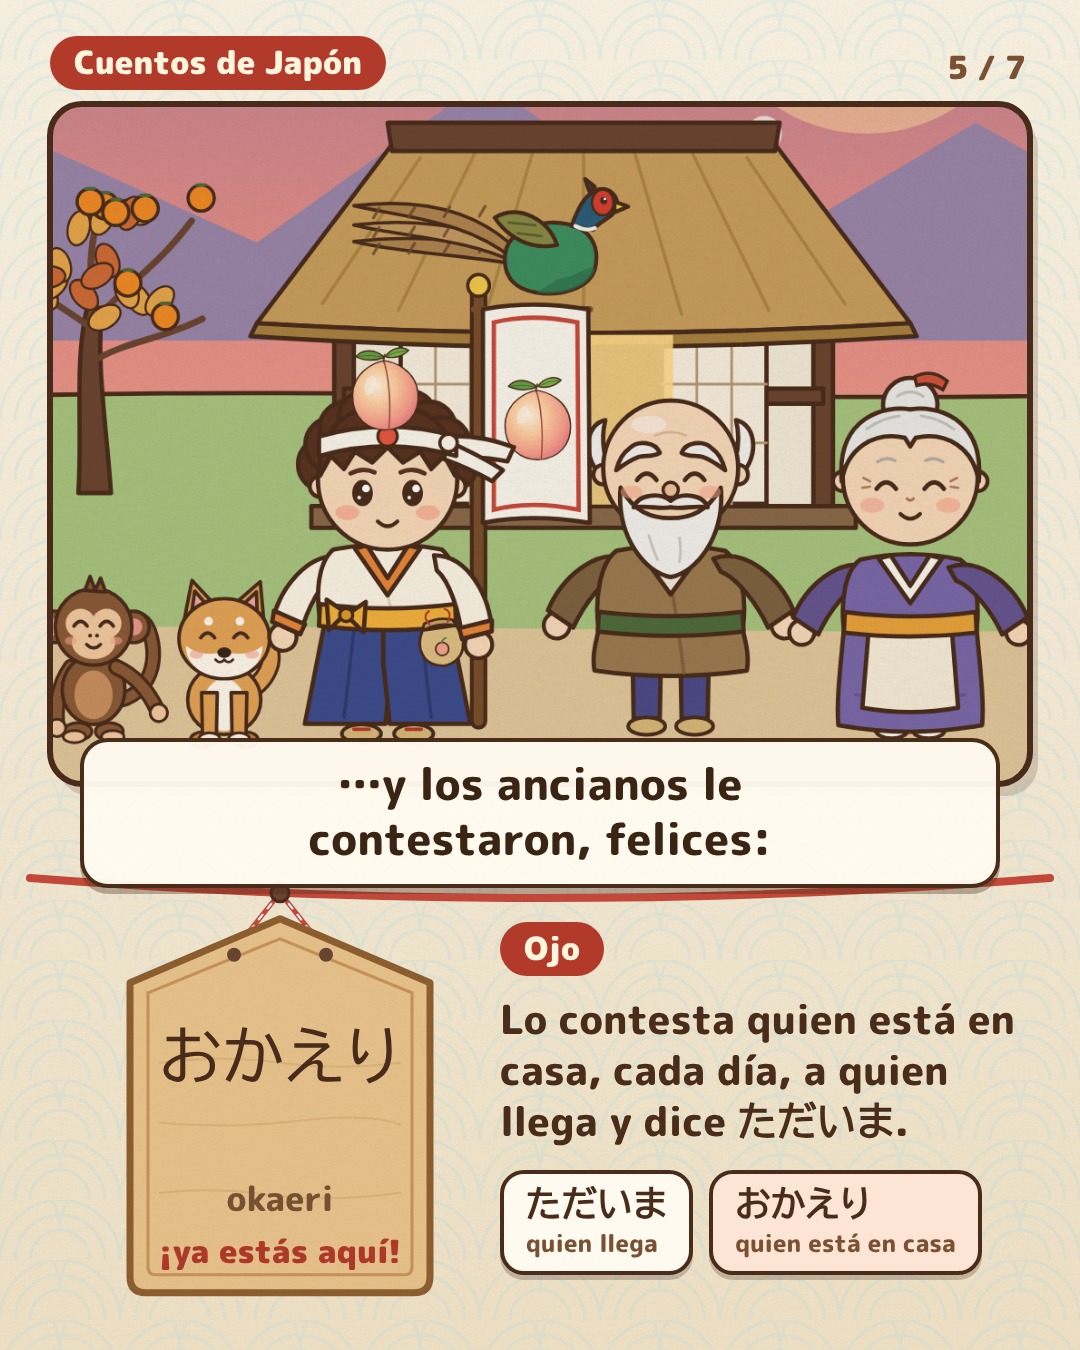 Cuentos de Japón
5 / 7
…y los ancianos le
contestaron, felices:
おかえり
okaeri
¡ya estás aquí!
Ojo
Lo contesta quien está en
casa, cada día, a quien
llega y dice ただいま.
ただいま
quien llega
おかえり
quien está en casa